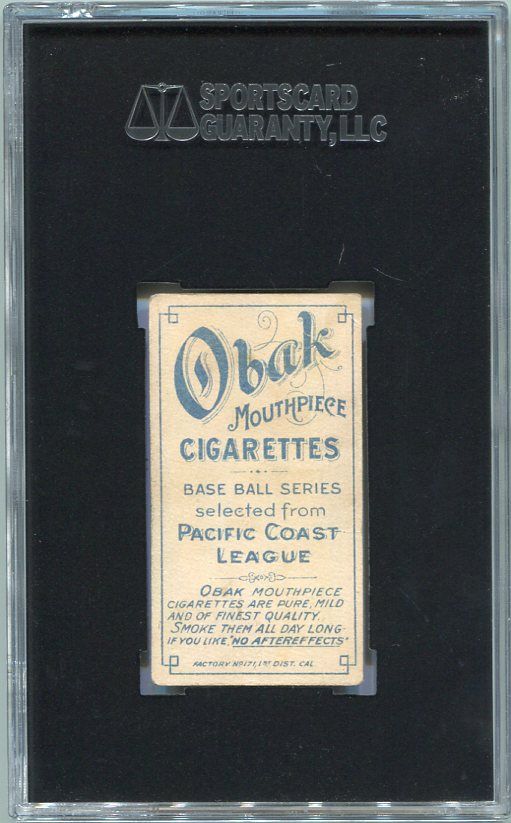 SPORTSCARD
GUARANTY, LLC
Obak
MOUTHPIECE
CIGARETTES
BASE BALL SERIES
selected from
PACIFIC COAST
LEAGUE
OBAK MOUTHPIECE
CIGARETTES ARE PURE, MILD
AND OF FINEST QUALITY.
SMOKE THEM ALL DAY LONG
IF YOU LIKE, "NO AFTEREFFECTS"
FACTORY No 171, 1ST DIST. CAL